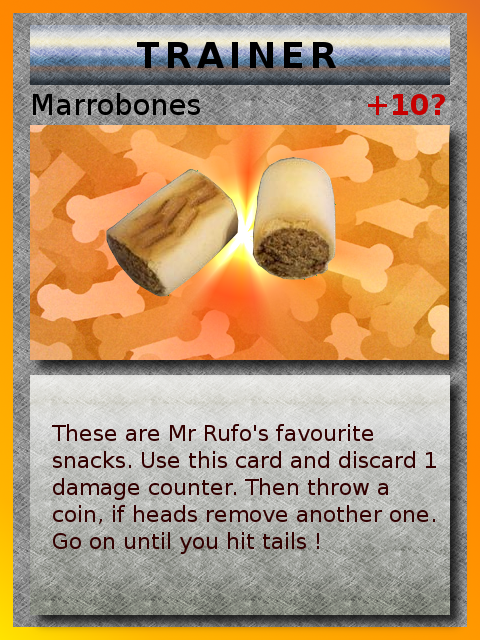 TRAINER
Marrobones +10?
These are Mr Rufo's favourite
snacks. Use this card and discard 1
damage counter. Then throw a
coin, if heads remove another one.
Go on until you hit tails !